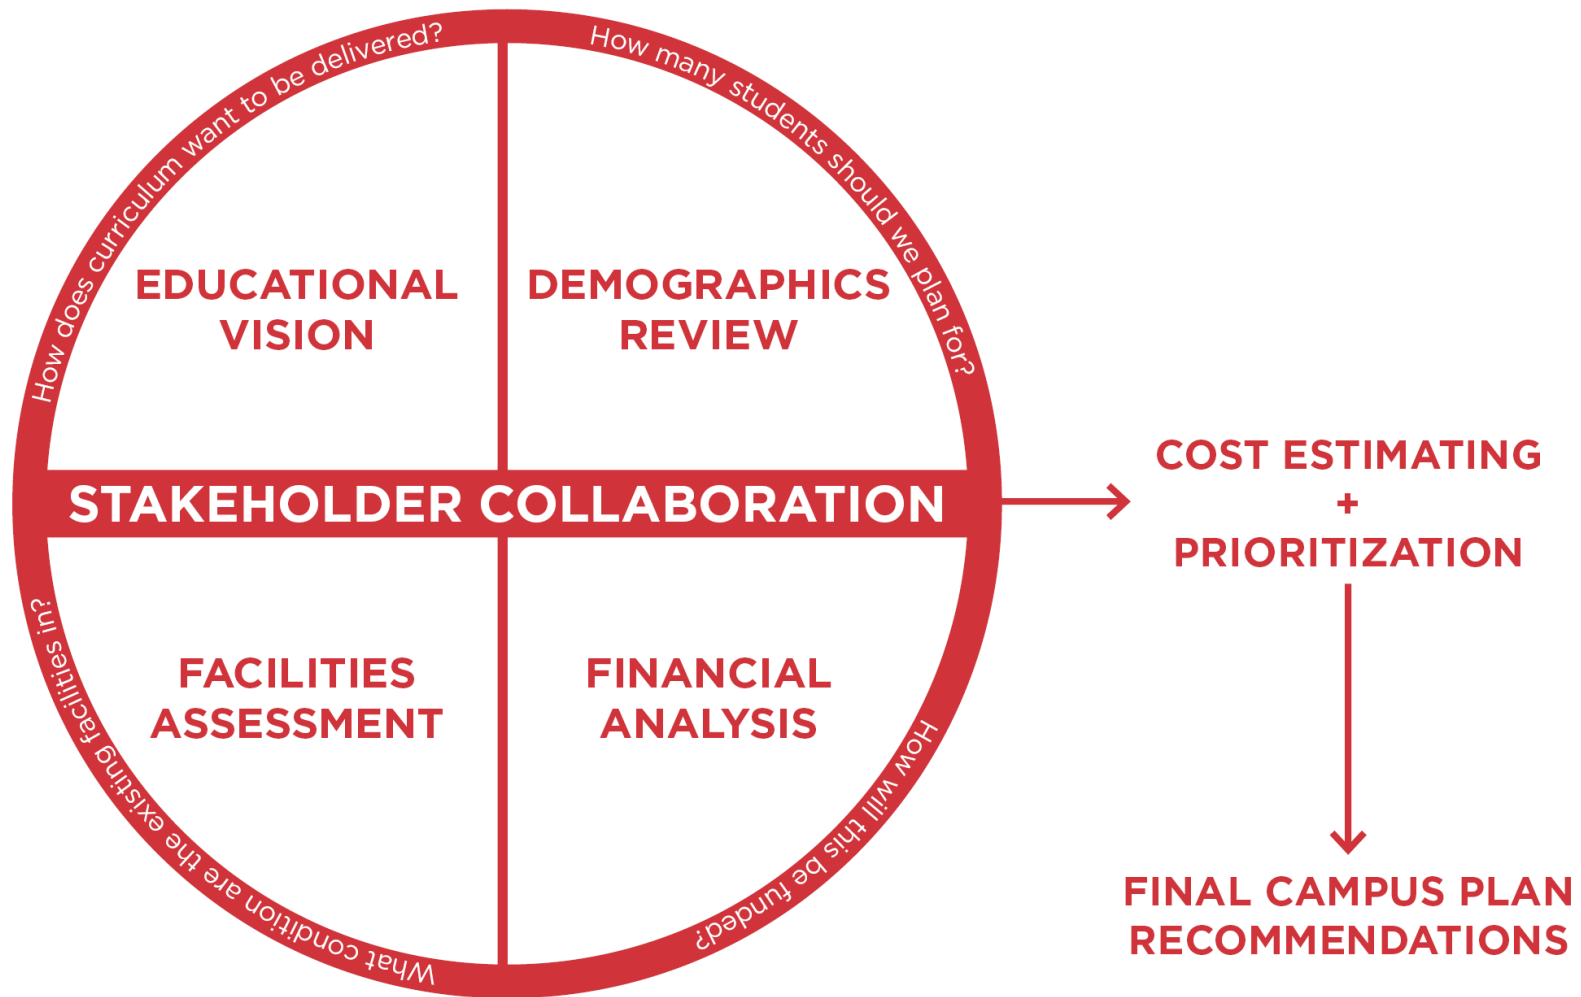 How does curriculum want to be delivered?
How many students should we plan for?
EDUCATIONAL
VISION
DEMOGRAPHICS
REVIEW
STAKEHOLDER COLLABORATION
FACILITIES
ASSESSMENT
FINANCIAL
ANALYSIS
What condition are the existing facilities in?
How will this be funded?
COST ESTIMATING
+
PRIORITIZATION
FINAL CAMPUS PLAN
RECOMMENDATIONS